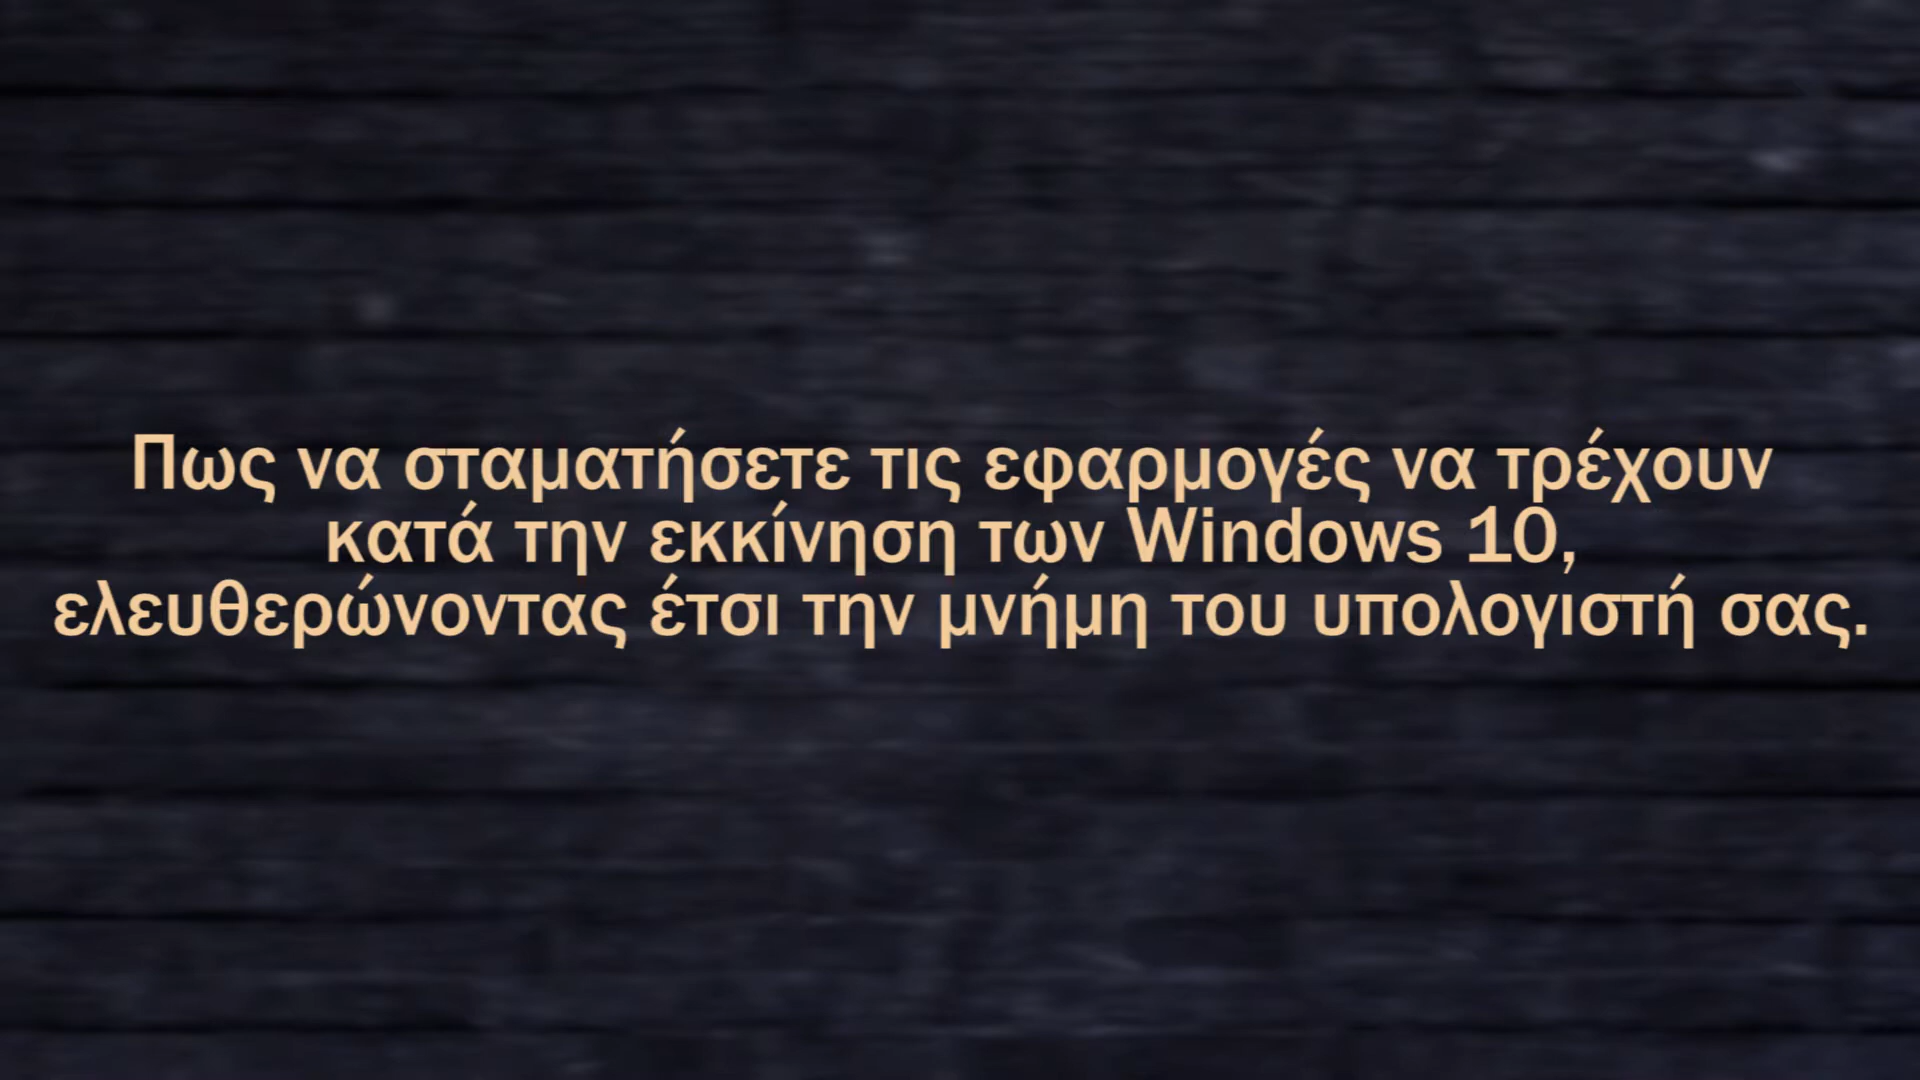 Πως να σταματήσετε τις εφαρμογές να τρέχουν
κατά την εκκίνηση των Windows 10,
ελευθερώνοντας έτσι την μνήμη του υπολογιστή σας.